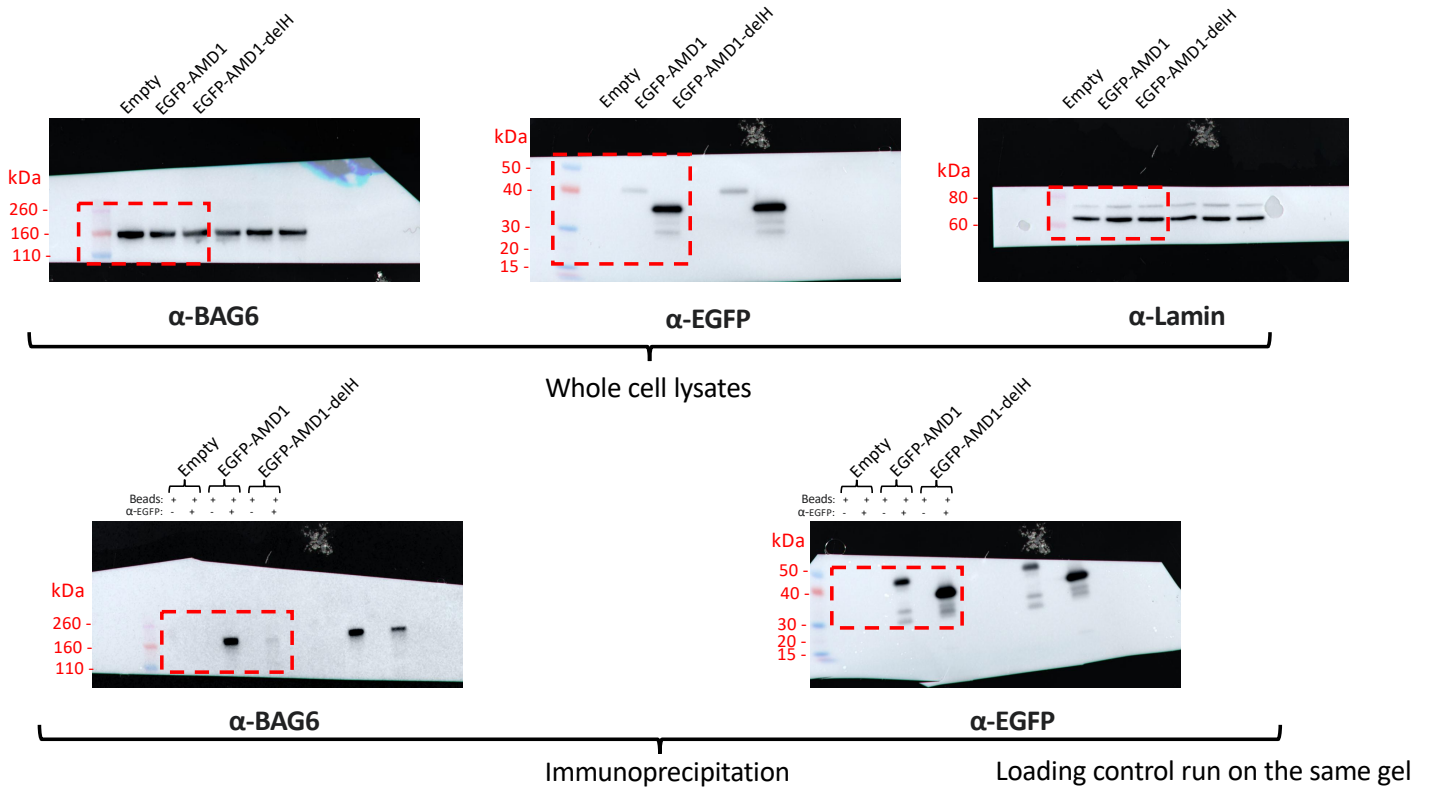 Empty
EGFP-AMD1
EGFP-AMD1-delH
kDa
260 -
160 -
110 -
α-BAG6
Empty
EGFP-AMD1
EGFP-AMD1-delH
kDa
50 -
40 -
30 -
20 -
15 -
α-EGFP
Empty
EGFP-AMD1
EGFP-AMD1-delH
kDa
80 -
60 -
α-Lamin
Whole cell lysates
Empty
EGFP-AMD1
EGFP-AMD1-delH
Beads: + + + + + +
α-EGFP: - + - + - +
kDa
260 -
160 -
110 -
α-BAG6
Empty
EGFP-AMD1
EGFP-AMD1-delH
Beads: + + + + + +
α-EGFP: - + - + - +
kDa
50 -
40 -
30 -
20 -
15 -
α-EGFP
Immunoprecipitation
Loading control run on the same gel